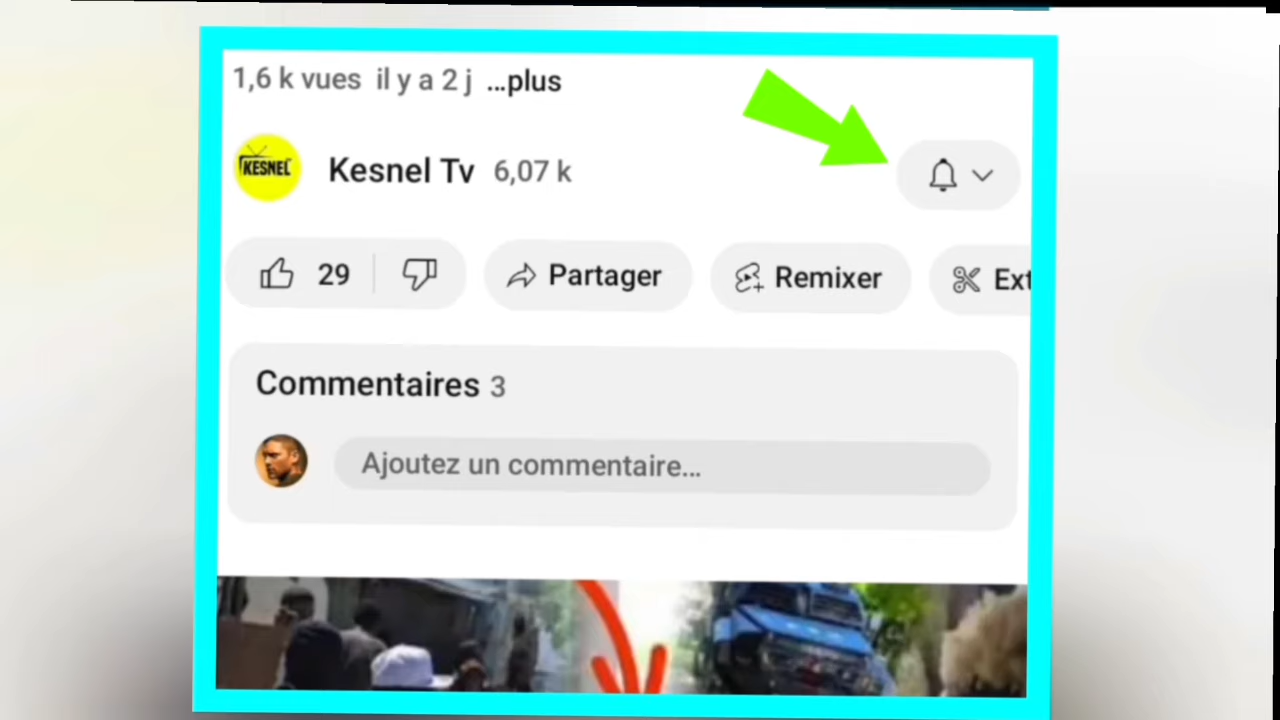 1,6 k vues il y a 2 j ...plus
KESNEL
Kesnel Tv 6,07 k
29
Partager
Remixer
Ext
Commentaires 3
Ajoutez un commentaire...